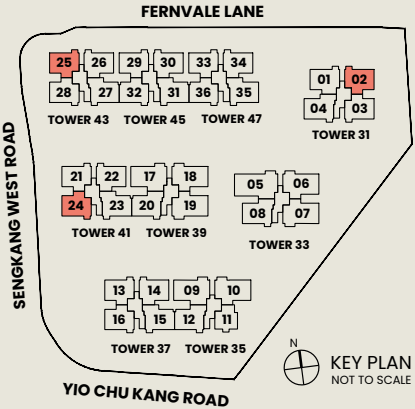 FERNVALE LANE
SENGKANG WEST ROAD
25 26 29 30 33 34
28 27 32 31 36 35
TOWER 43 TOWER 45 TOWER 47
01 02
04 03
TOWER 31
21 22 17 18
24 23 20 19
TOWER 41 TOWER 39
05 06
08 07
TOWER 33
13 14 09 10
16 15 12 11
TOWER 37 TOWER 35
N
KEY PLAN
NOT TO SCALE
YIO CHU KANG ROAD